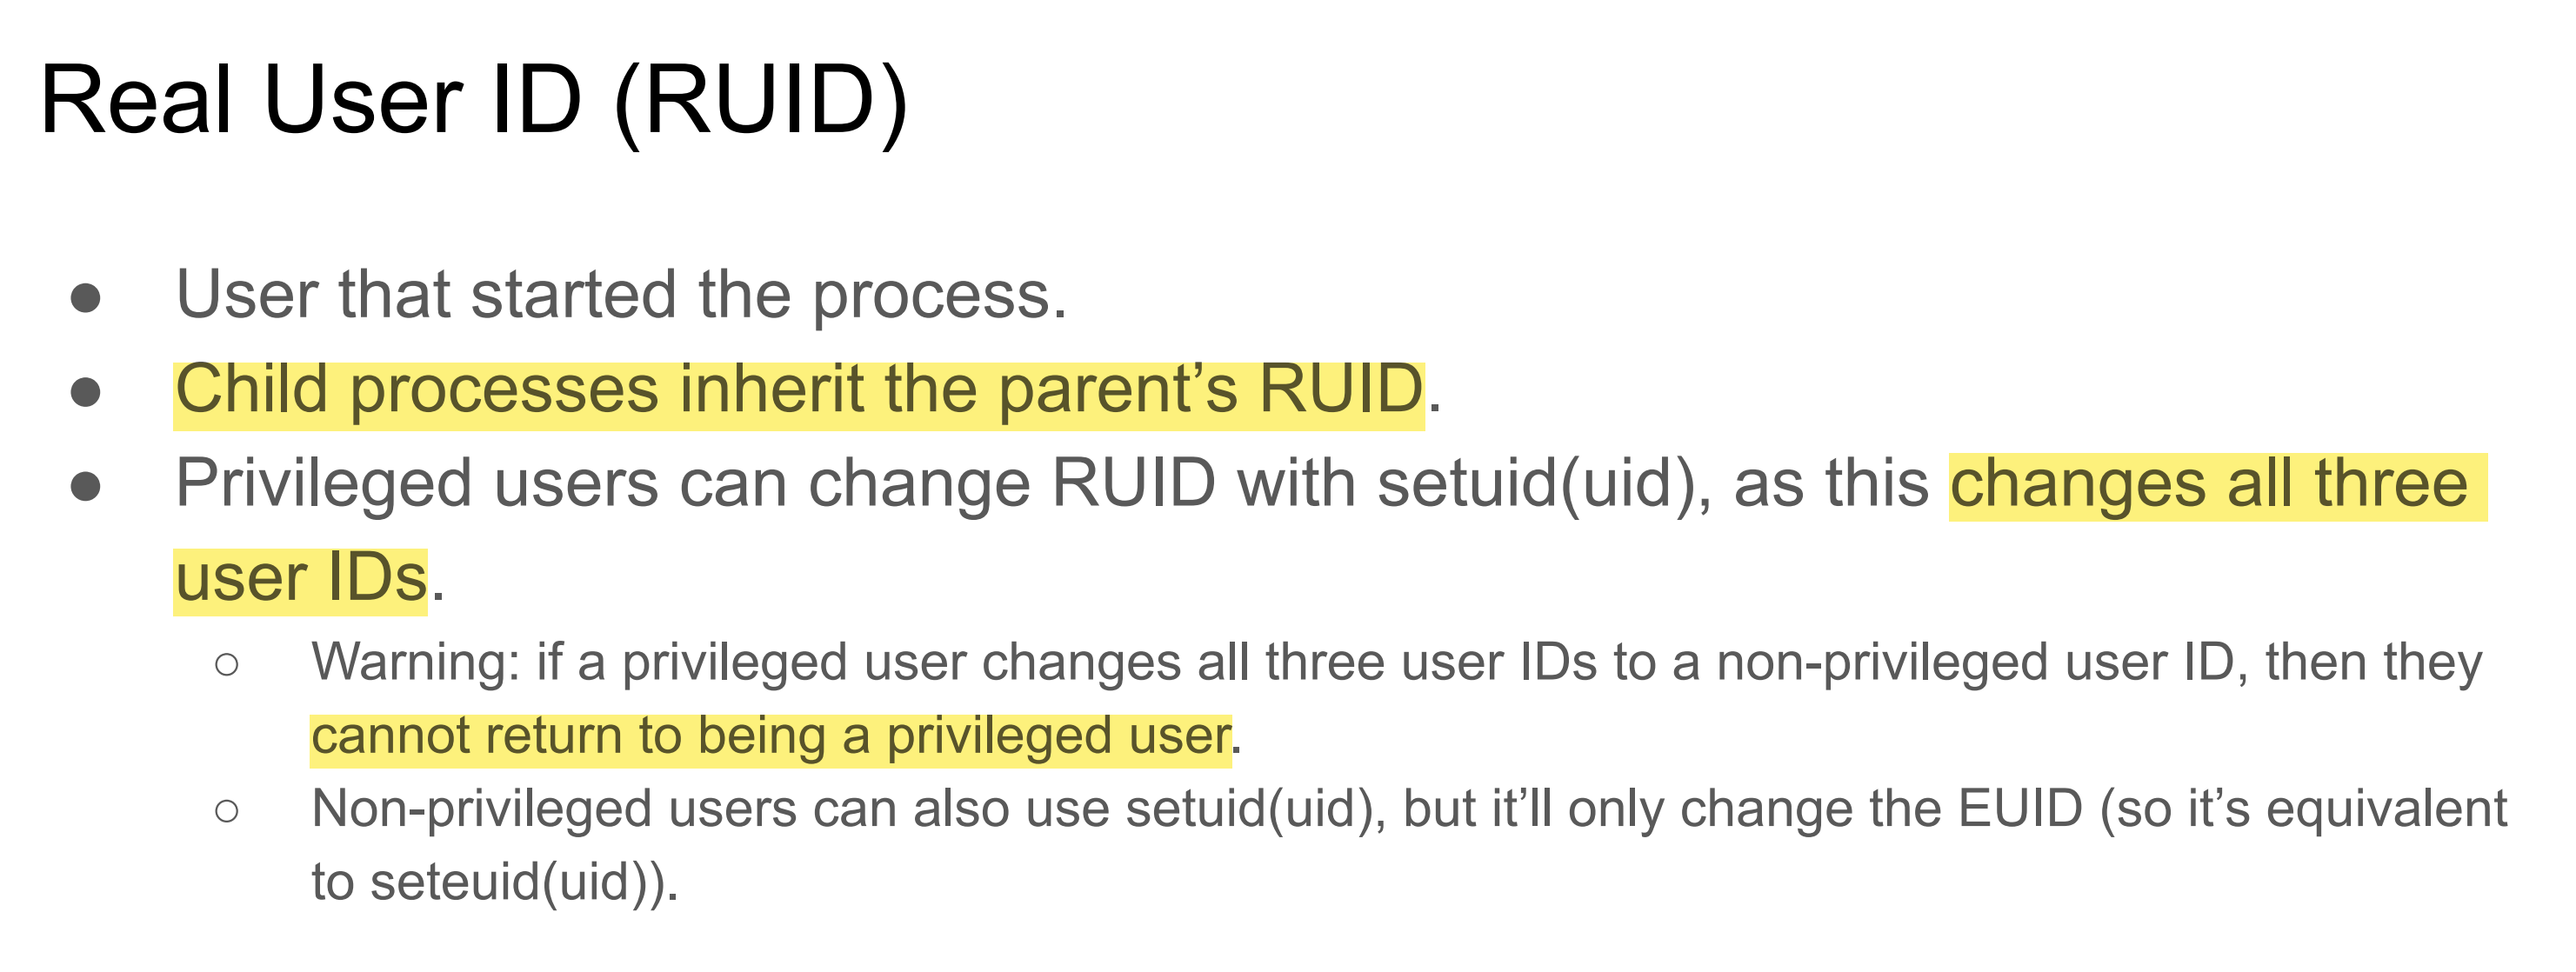 Real User ID (RUID)
● User that started the process.
● Child processes inherit the parent’s RUID.
● Privileged users can change RUID with setuid(uid), as this changes all three
user IDs.
○ Warning: if a privileged user changes all three user IDs to a non-privileged user ID, then they
cannot return to being a privileged user.
○ Non-privileged users can also use setuid(uid), but it’ll only change the EUID (so it’s equivalent
to seteuid(uid)).